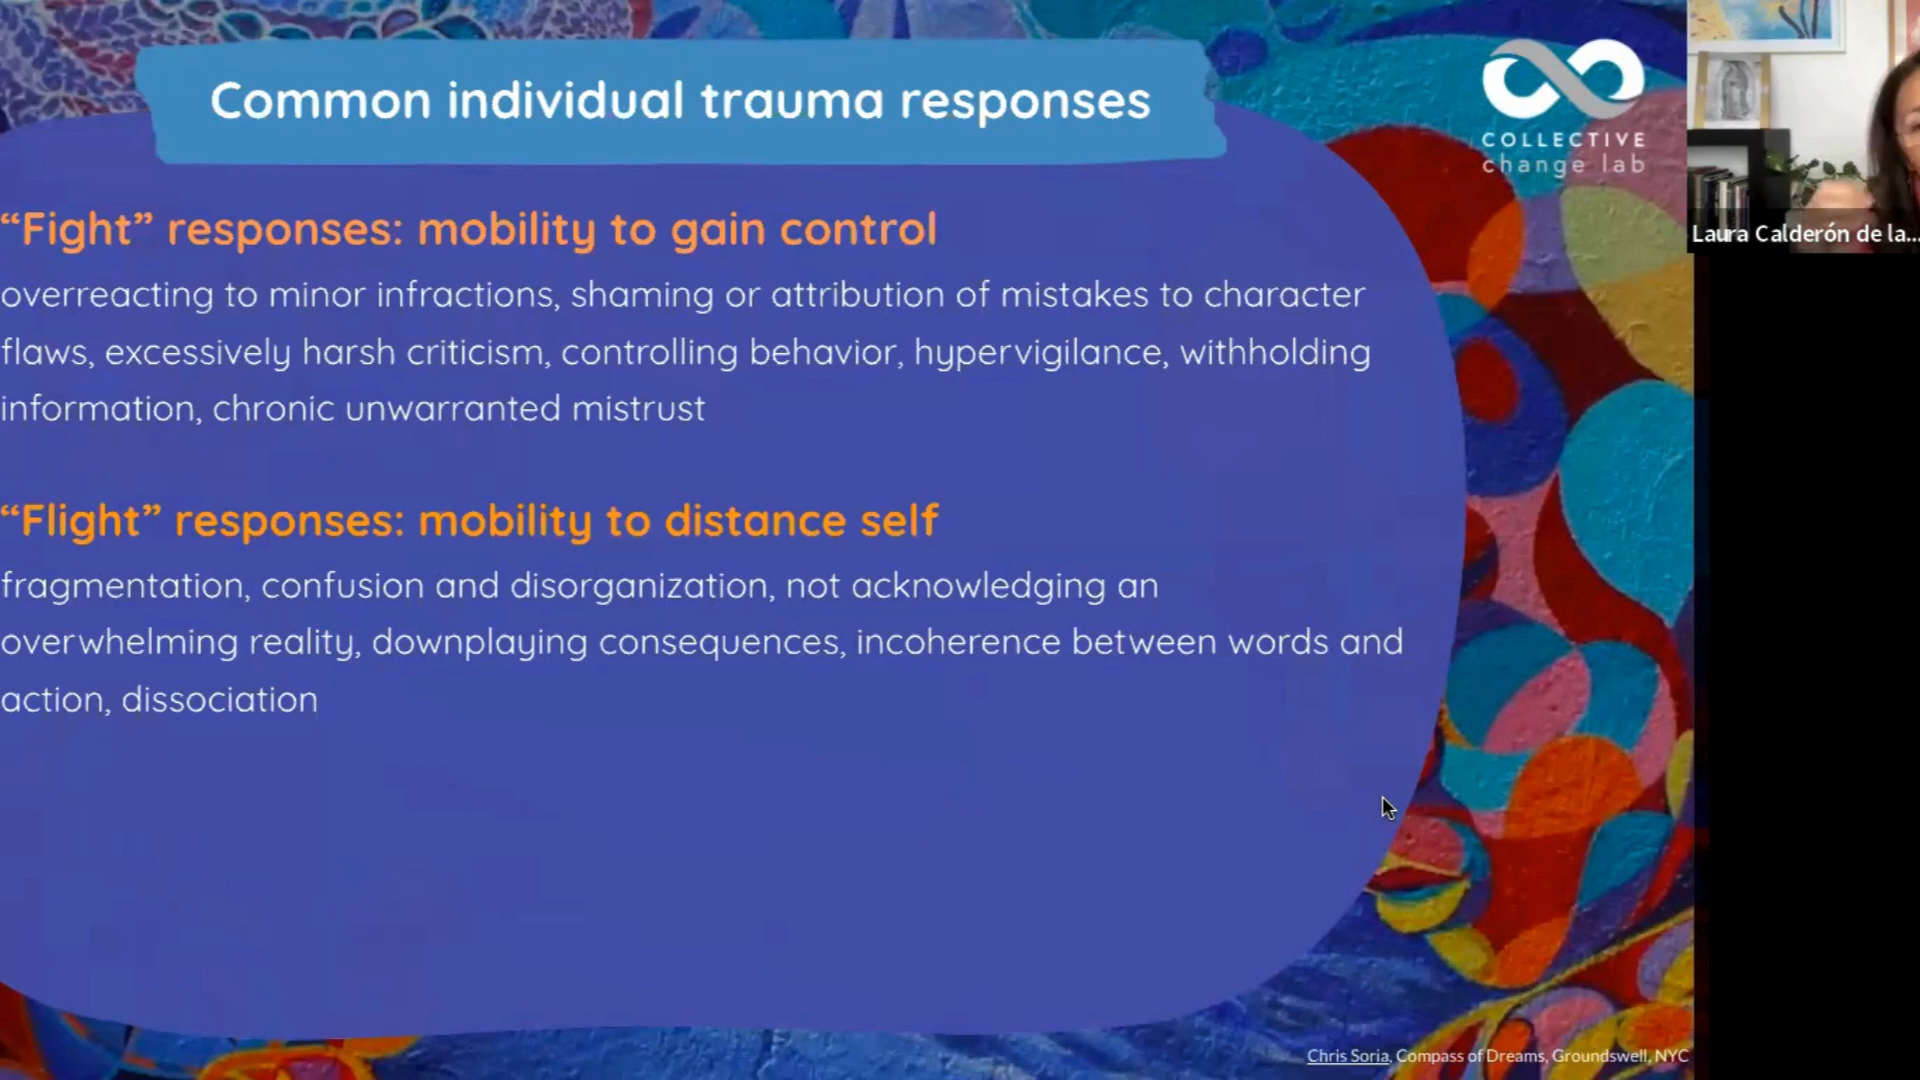 Common individual trauma responses
COLLECTIVE
change lab
“Fight” responses: mobility to gain control
overreacting to minor infractions, shaming or attribution of mistakes to character
flaws, excessively harsh criticism, controlling behavior, hypervigilance, withholding
information, chronic unwarranted mistrust
“Flight” responses: mobility to distance self
fragmentation, confusion and disorganization, not acknowledging an
overwhelming reality, downplaying consequences, incoherence between words and
action, dissociation
Laura Calderón de la...
Chris Soria, Compass of Dreams, Groundswell, NYC